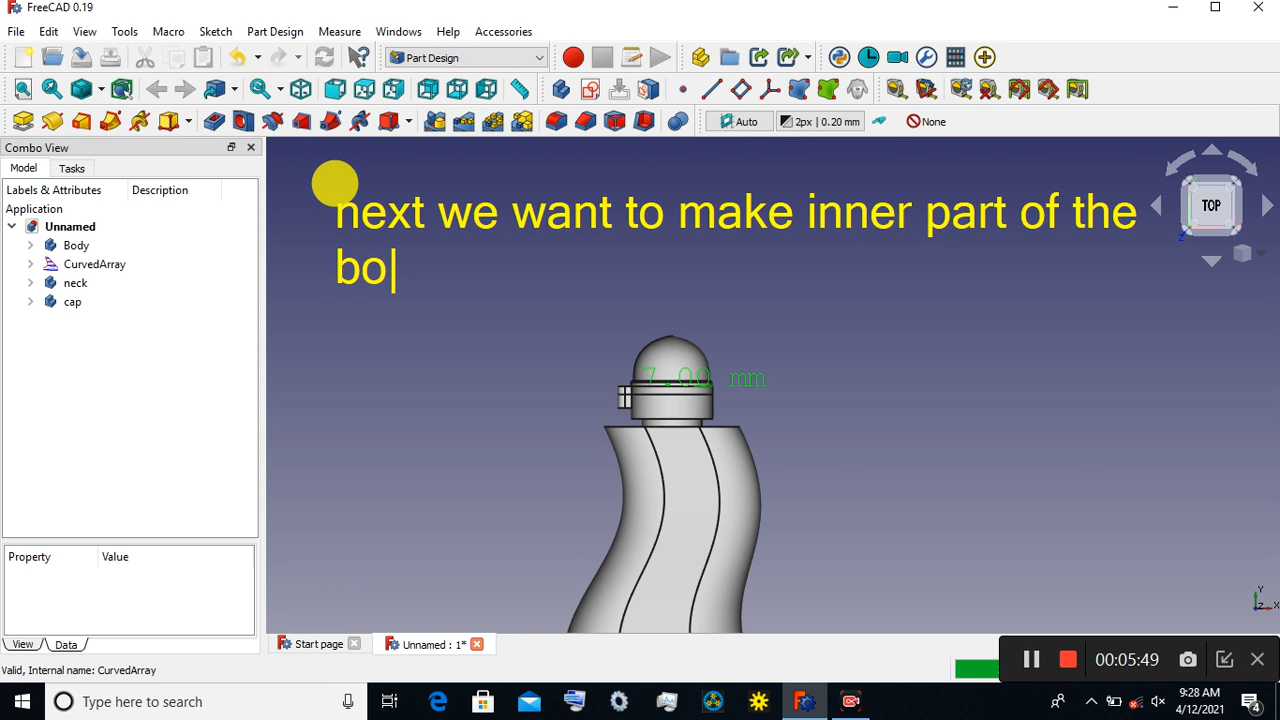 FreeCAD 0.19
File Edit View Tools Macro Sketch Part Design Measure Windows Help Accessories
Part Design
Auto 2px | 0.20 mm None
Combo View
Model Tasks
Labels & Attributes Description
Application
Unnamed
Body
CurvedArray
neck
cap
Property Value
View Data
next we want to make inner part of the
bo|
TOP
7.00 mm
Y
Z X
Start page Unnamed : 1*
Valid, Internal name: CurvedArray
00:05:49
Type here to search
9:28 AM
4/12/2021
4